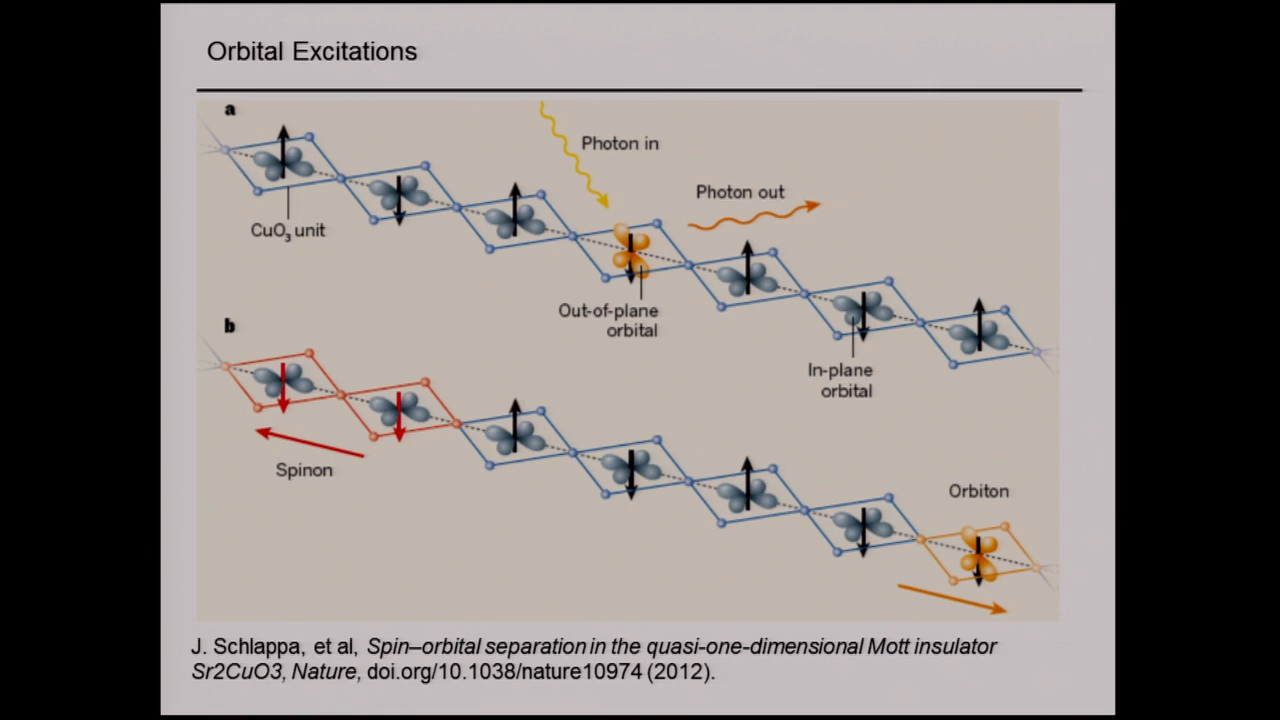 Orbital Excitations
a
Photon in
Photon out
CuO3 unit
Out-of-plane
orbital
In-plane
orbital
b
Spinon
Orbiton
J. Schlappa, et al, Spin–orbital separation in the quasi-one-dimensional Mott insulator
Sr2CuO3, Nature, doi.org/10.1038/nature10974 (2012).